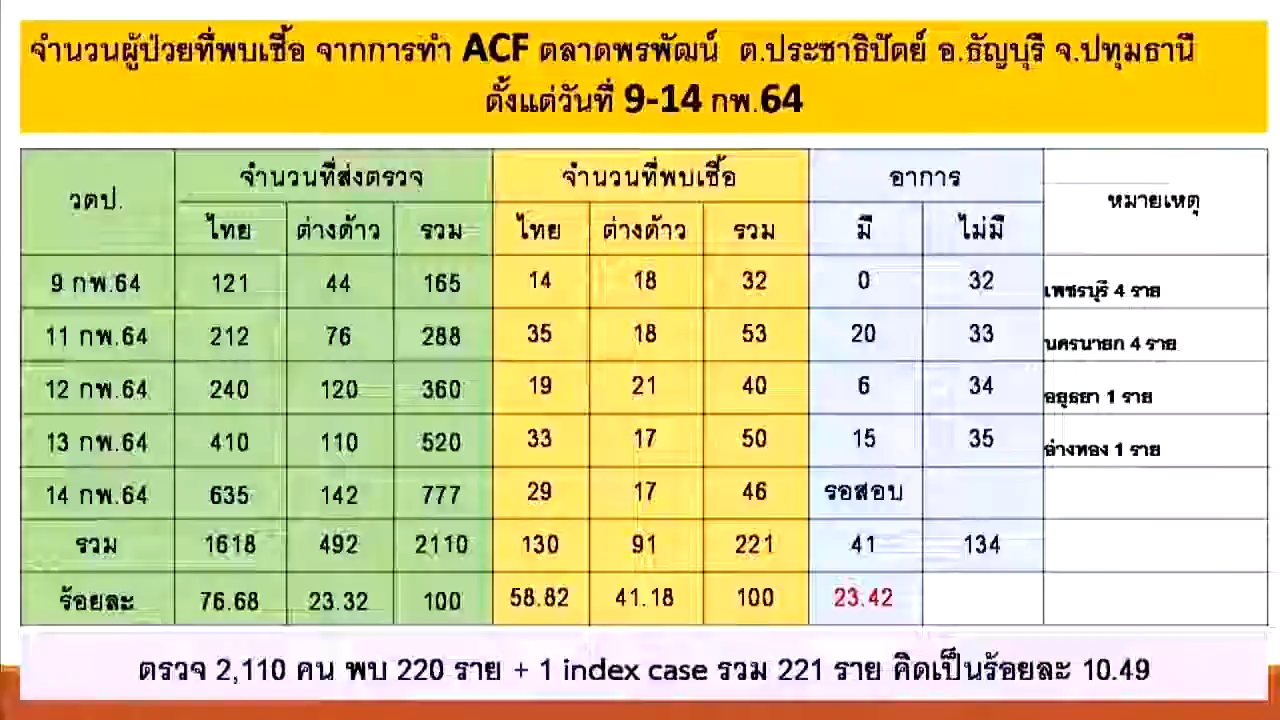 จำนวนผู้ป่วยที่พบเชื้อ จากการทำ ACF ตลาดพรพัฒน์ ต.ประชาธิปัตย์ อ.ธัญบุรี จ.ปทุมธานี
ตั้งแต่วันที่ 9-14 กพ.64
วตป. จำนวนที่ส่งตรวจ จำนวนที่พบเชื้อ อาการ หมายเหตุ
ไทย ต่างด้าว รวม ไทย ต่างด้าว รวม มี ไม่มี
9 กพ.64 121 44 165 14 18 32 0 32 เพชรบุรี 4 ราย
11 กพ.64 212 76 288 35 18 53 20 33 นครนายก 4 ราย
12 กพ.64 240 120 360 19 21 40 6 34 อยุธยา 1 ราย
13 กพ.64 410 110 520 33 17 50 15 35 อ่างทอง 1 ราย
14 กพ.64 635 142 777 29 17 46 รอสอบ
รวม 1618 492 2110 130 91 221 41 134
ร้อยละ 76.68 23.32 100 58.82 41.18 100 23.42
ตรวจ 2,110 คน พบ 220 ราย + 1 index case รวม 221 ราย คิดเป็นร้อยละ 10.49